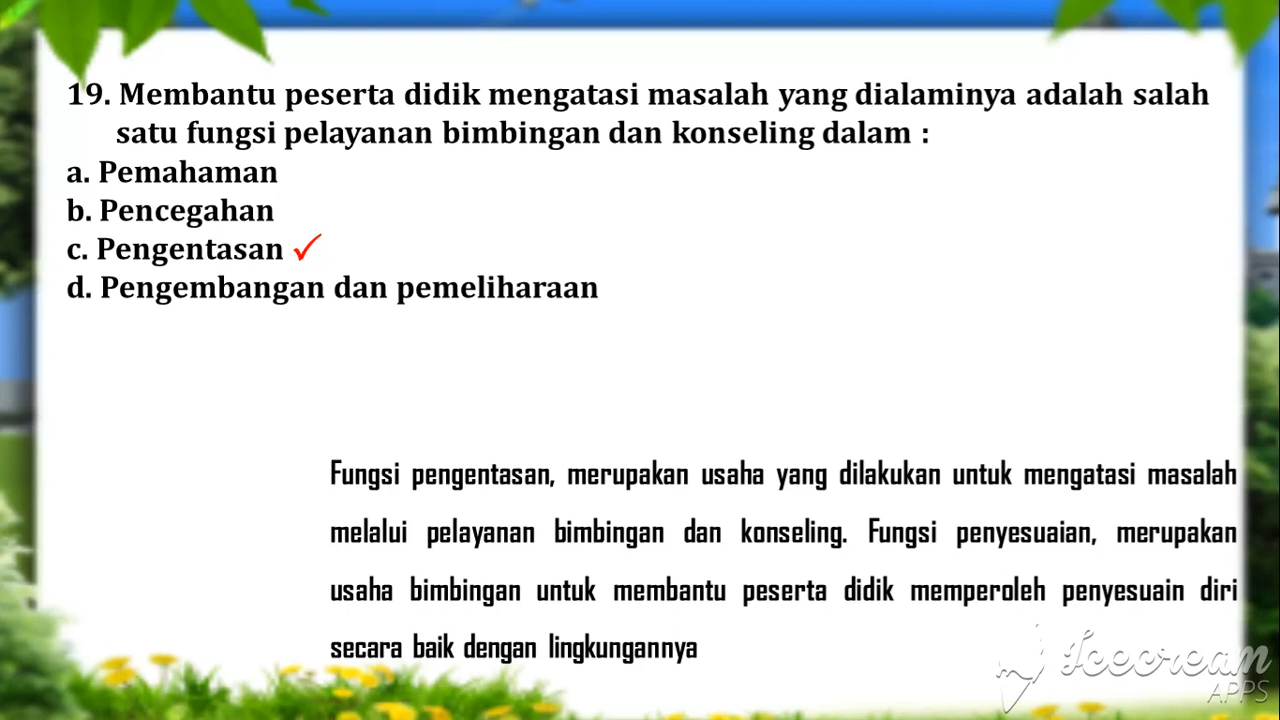 19. Membantu peserta didik mengatasi masalah yang dialaminya adalah salah
satu fungsi pelayanan bimbingan dan konseling dalam :
a. Pemahaman
b. Pencegahan
c. Pengentasan ✓
d. Pengembangan dan pemeliharaan
Fungsi pengentasan, merupakan usaha yang dilakukan untuk mengatasi masalah
melalui pelayanan bimbingan dan konseling. Fungsi penyesuaian, merupakan
usaha bimbingan untuk membantu peserta didik memperoleh penyesuain diri
secara baik dengan lingkungannya
Icecream
APPS